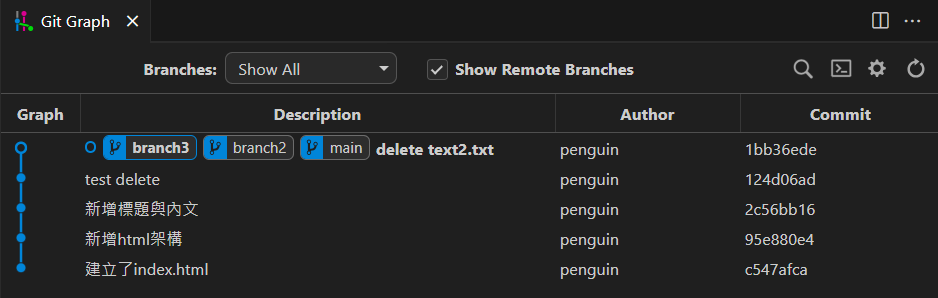 Git Graph
Branches: Show All Show Remote Branches
Graph Description Author Commit
branch3 branch2 main delete text2.txt penguin 1bb36ede
test delete penguin 124d06ad
新增標題與內文 penguin 2c56bb16
新增html架構 penguin 95e880e4
建立了index.html penguin c547afca